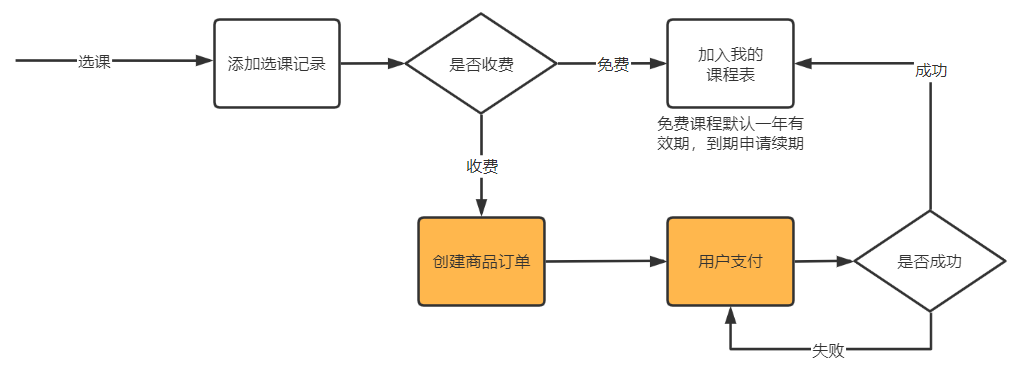 选课
添加选课记录
是否收费
免费
加入我的
课程表
成功
免费课程默认一年有
效期，到期申请续期
收费
创建商品订单
用户支付
是否成功
失败